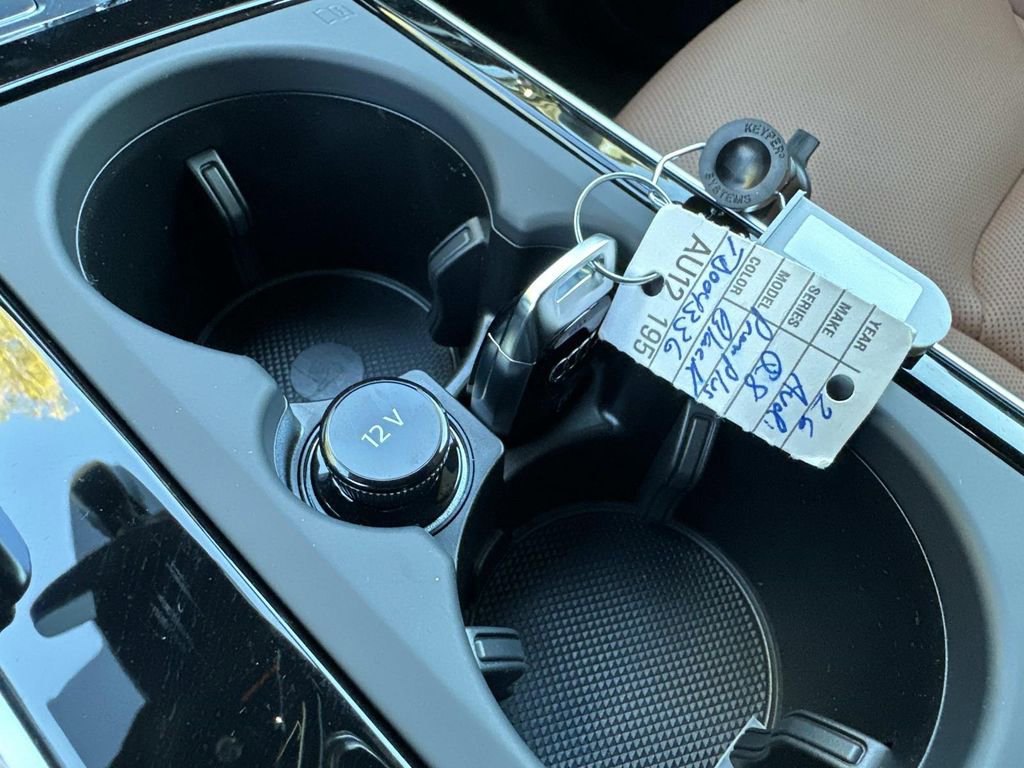 KEYPER®
SYSTEMS
12 V
AU12 195
YEAR 26
MAKE Audi
SERIES Q8
MODEL Prem Plus
COLOR Black